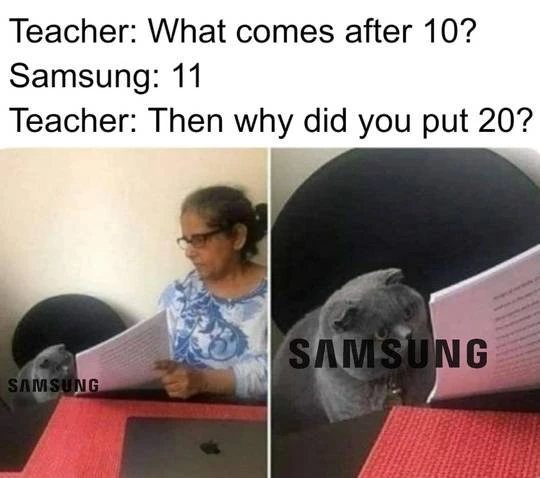 Teacher: What comes after 10?
Samsung: 11
Teacher: Then why did you put 20?
SAMSUNG
SAMSUNG